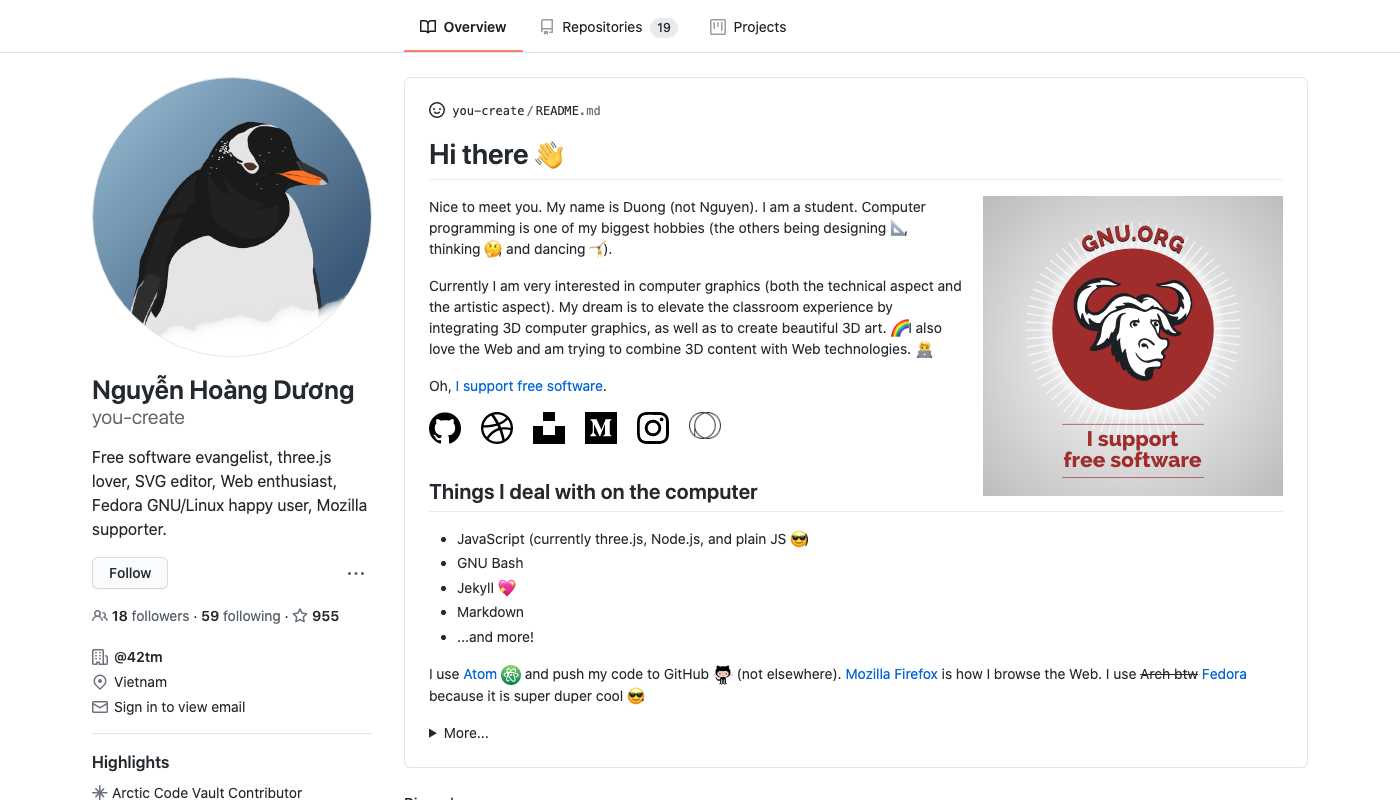 Overview
Repositories 19
Projects
you-create/README.md
Hi there 👋
Nice to meet you. My name is Duong (not Nguyen). I am a student. Computer
programming is one of my biggest hobbies (the others being designing 📐,
thinking 🤔 and dancing 🤸).
Currently I am very interested in computer graphics (both the technical aspect and
the artistic aspect). My dream is to elevate the classroom experience by
integrating 3D computer graphics, as well as to create beautiful 3D art. 🌈I also
love the Web and am trying to combine 3D content with Web technologies. 👨‍💻
Oh, I support free software.
GNU.ORG
I support
free software
M
Things I deal with on the computer
JavaScript (currently three.js, Node.js, and plain JS 😎)
GNU Bash
Jekyll 💖
Markdown
...and more!
I use Atom and push my code to GitHub (not elsewhere). Mozilla Firefox is how I browse the Web. I use Arch btw Fedora
because it is super duper cool 😎
More...
Nguyễn Hoàng Dương
you-create
Free software evangelist, three.js
lover, SVG editor, Web enthusiast,
Fedora GNU/Linux happy user, Mozilla
supporter.
Follow
18 followers · 59 following · 955
@42tm
Vietnam
Sign in to view email
Highlights
Arctic Code Vault Contributor